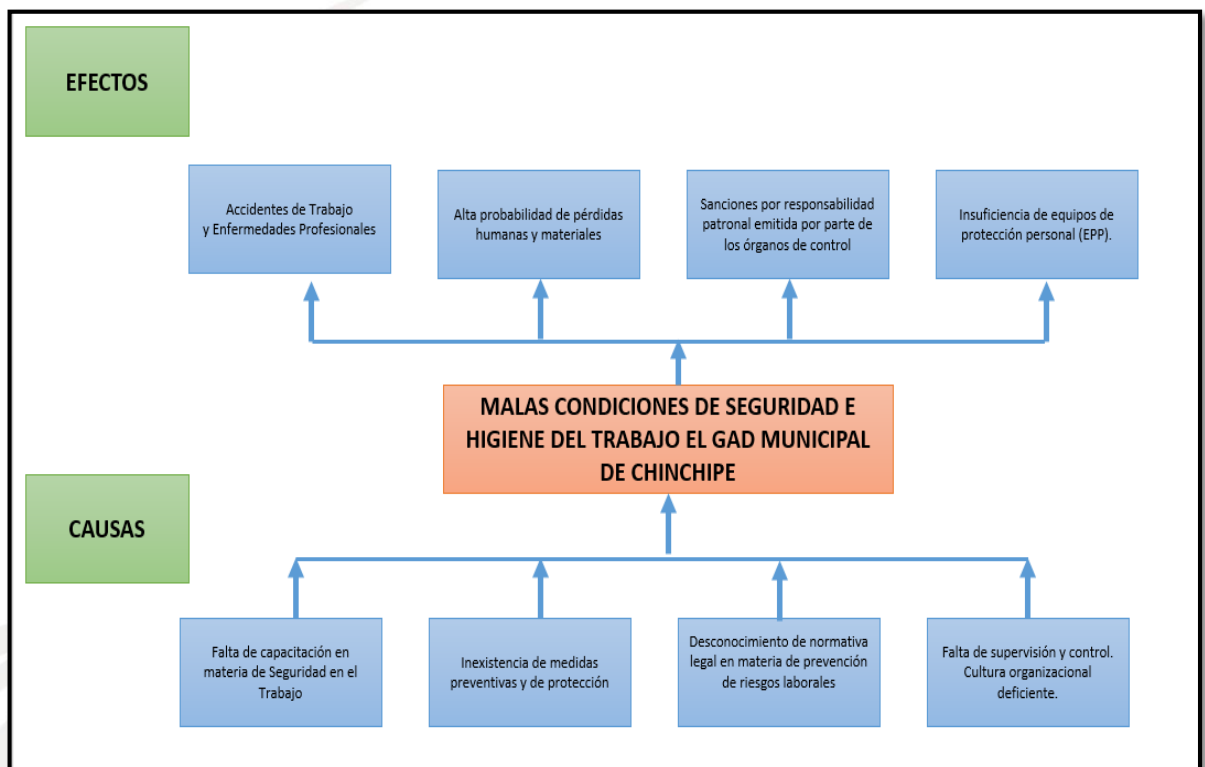 EFECTOS
Accidentes de Trabajo
y Enfermedades Profesionales
Alta probabilidad de pérdidas
humanas y materiales
Sanciones por responsabilidad
patronal emitida por parte de
los órganos de control
Insuficiencia de equipos de
protección personal (EPP).
MALAS CONDICIONES DE SEGURIDAD E
HIGIENE DEL TRABAJO EL GAD MUNICIPAL
DE CHINCHIPE
CAUSAS
Falta de capacitación en
materia de Seguridad en el
Trabajo
Inexistencia de medidas
preventivas y de protección
Desconocimiento de normativa
legal en materia de prevención
de riesgos laborales
Falta de supervisión y control.
Cultura organizacional
deficiente.